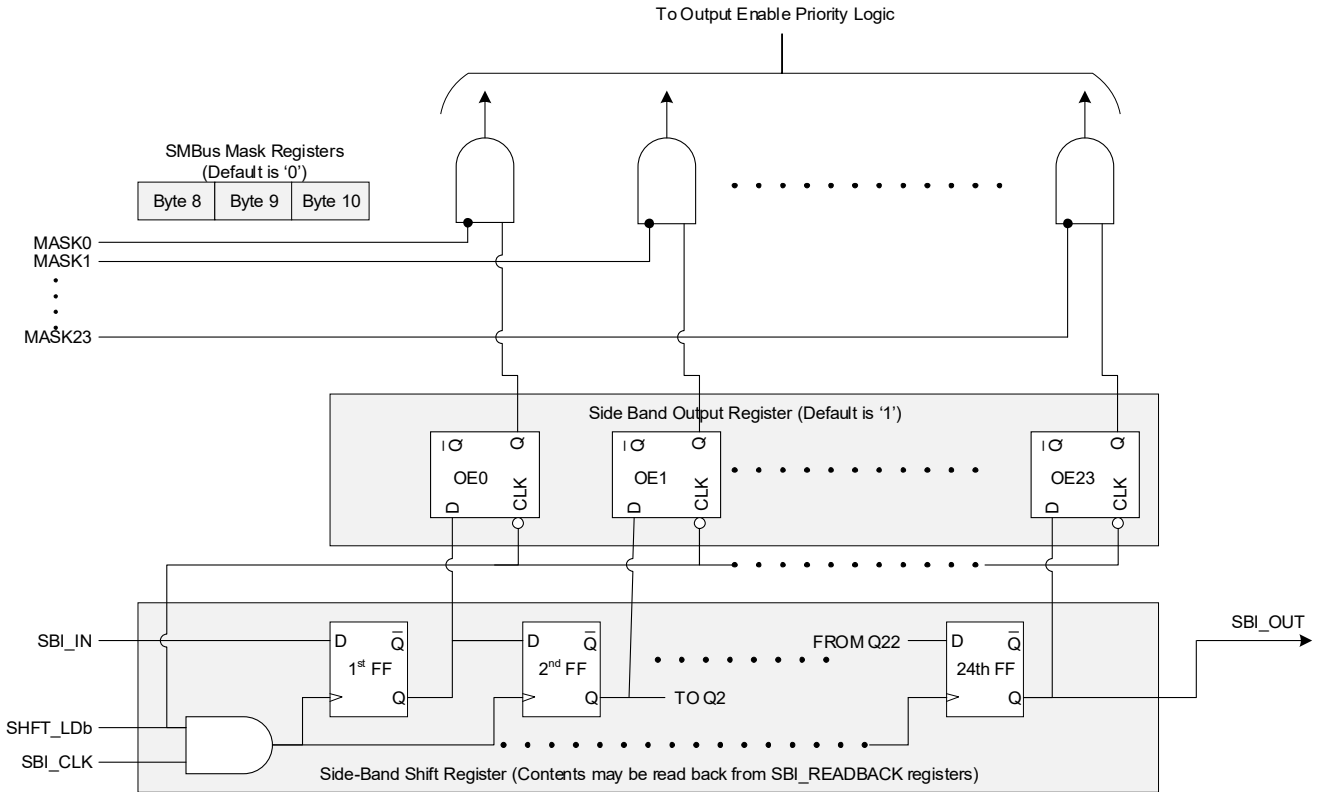 To Output Enable Priority Logic
SMBus Mask Registers
(Default is ‘0’)
Byte 8 Byte 9 Byte 10
MASK0
MASK1
MASK23
Side Band Output Register (Default is ‘1’)
Q Q Q Q Q Q
OE0 OE1 OE23
D CLK D CLK D CLK
SBI_OUT
SBI_IN D Q D Q FROM Q22 D Q
1st FF 2nd FF 24th FF
Q Q TO Q2 Q
SHFT_LDb
SBI_CLK
Side-Band Shift Register (Contents may be read back from SBI_READBACK registers)